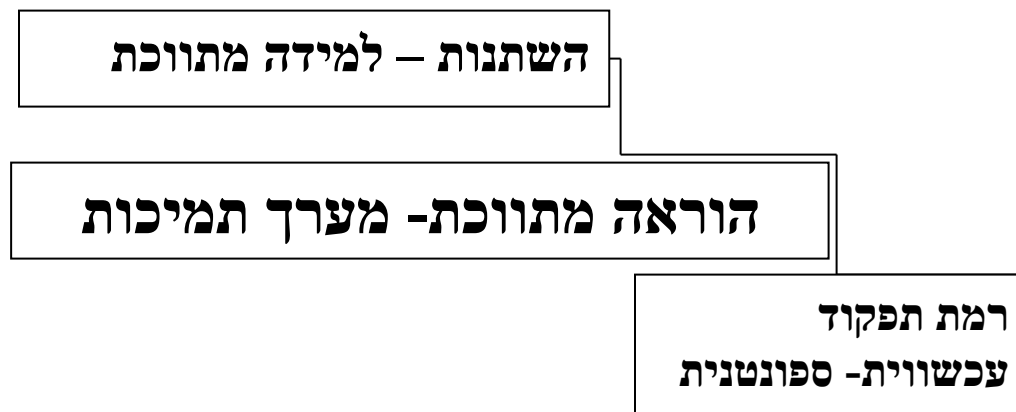 השתנות – למידה מתווכת
הוראה מתווכת- מערך תמיכות
רמת תפקוד
עכשווית- ספונטנית